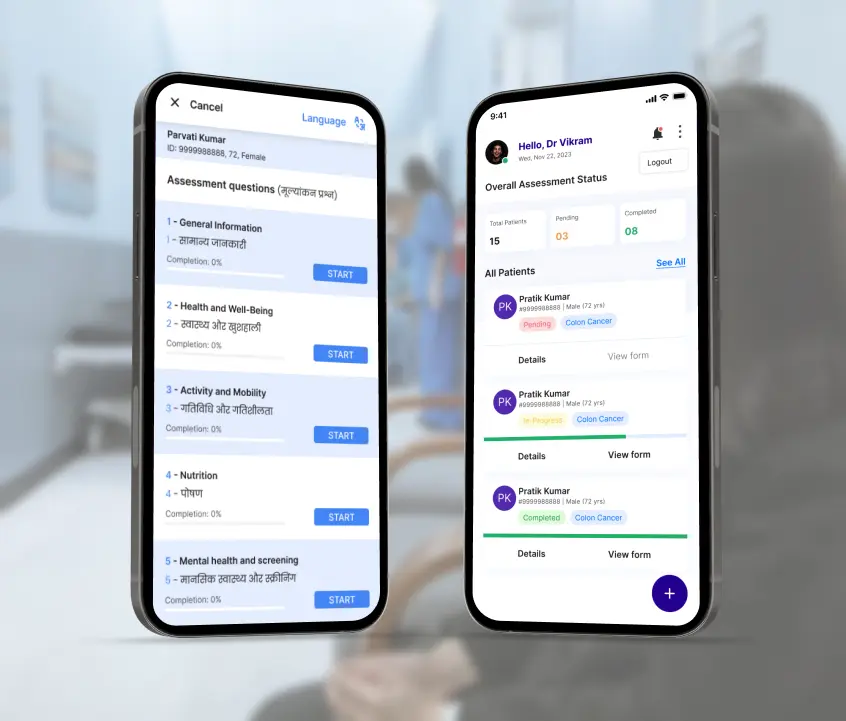 Cancel
Language
Parvati Kumar
ID: 9999988888, 72, Female
Assessment questions (मूल्यांकन प्रश्न)
1 - General Information
1 - सामान्य जानकारी
Completion: 0%
START
2 - Health and Well-Being
2 - स्वास्थ्य और खुशहाली
Completion: 0%
START
3 - Activity and Mobility
3 - गतिविधि और गतिशीलता
Completion: 0%
START
4 - Nutrition
4 - पोषण
Completion: 0%
START
5 - Mental health and screening
5 - मानसिक स्वास्थ्य और स्क्रीनिंग
Completion: 0%
START
9:41
Hello, Dr Vikram
Wed, Nov 22, 2023
Logout
Overall Assessment Status
Total Patients
15
Pending
03
Completed
08
All Patients
See All
PK
Pratik Kumar
#9999988888 | Male (72 yrs)
Pending
Colon Cancer
Details
View form
PK
Pratik Kumar
#9999988888 | Male (72 yrs)
In Progress
Colon Cancer
Details
View form
PK
Pratik Kumar
#9999988888 | Male (72 yrs)
Completed
Colon Cancer
Details
View form